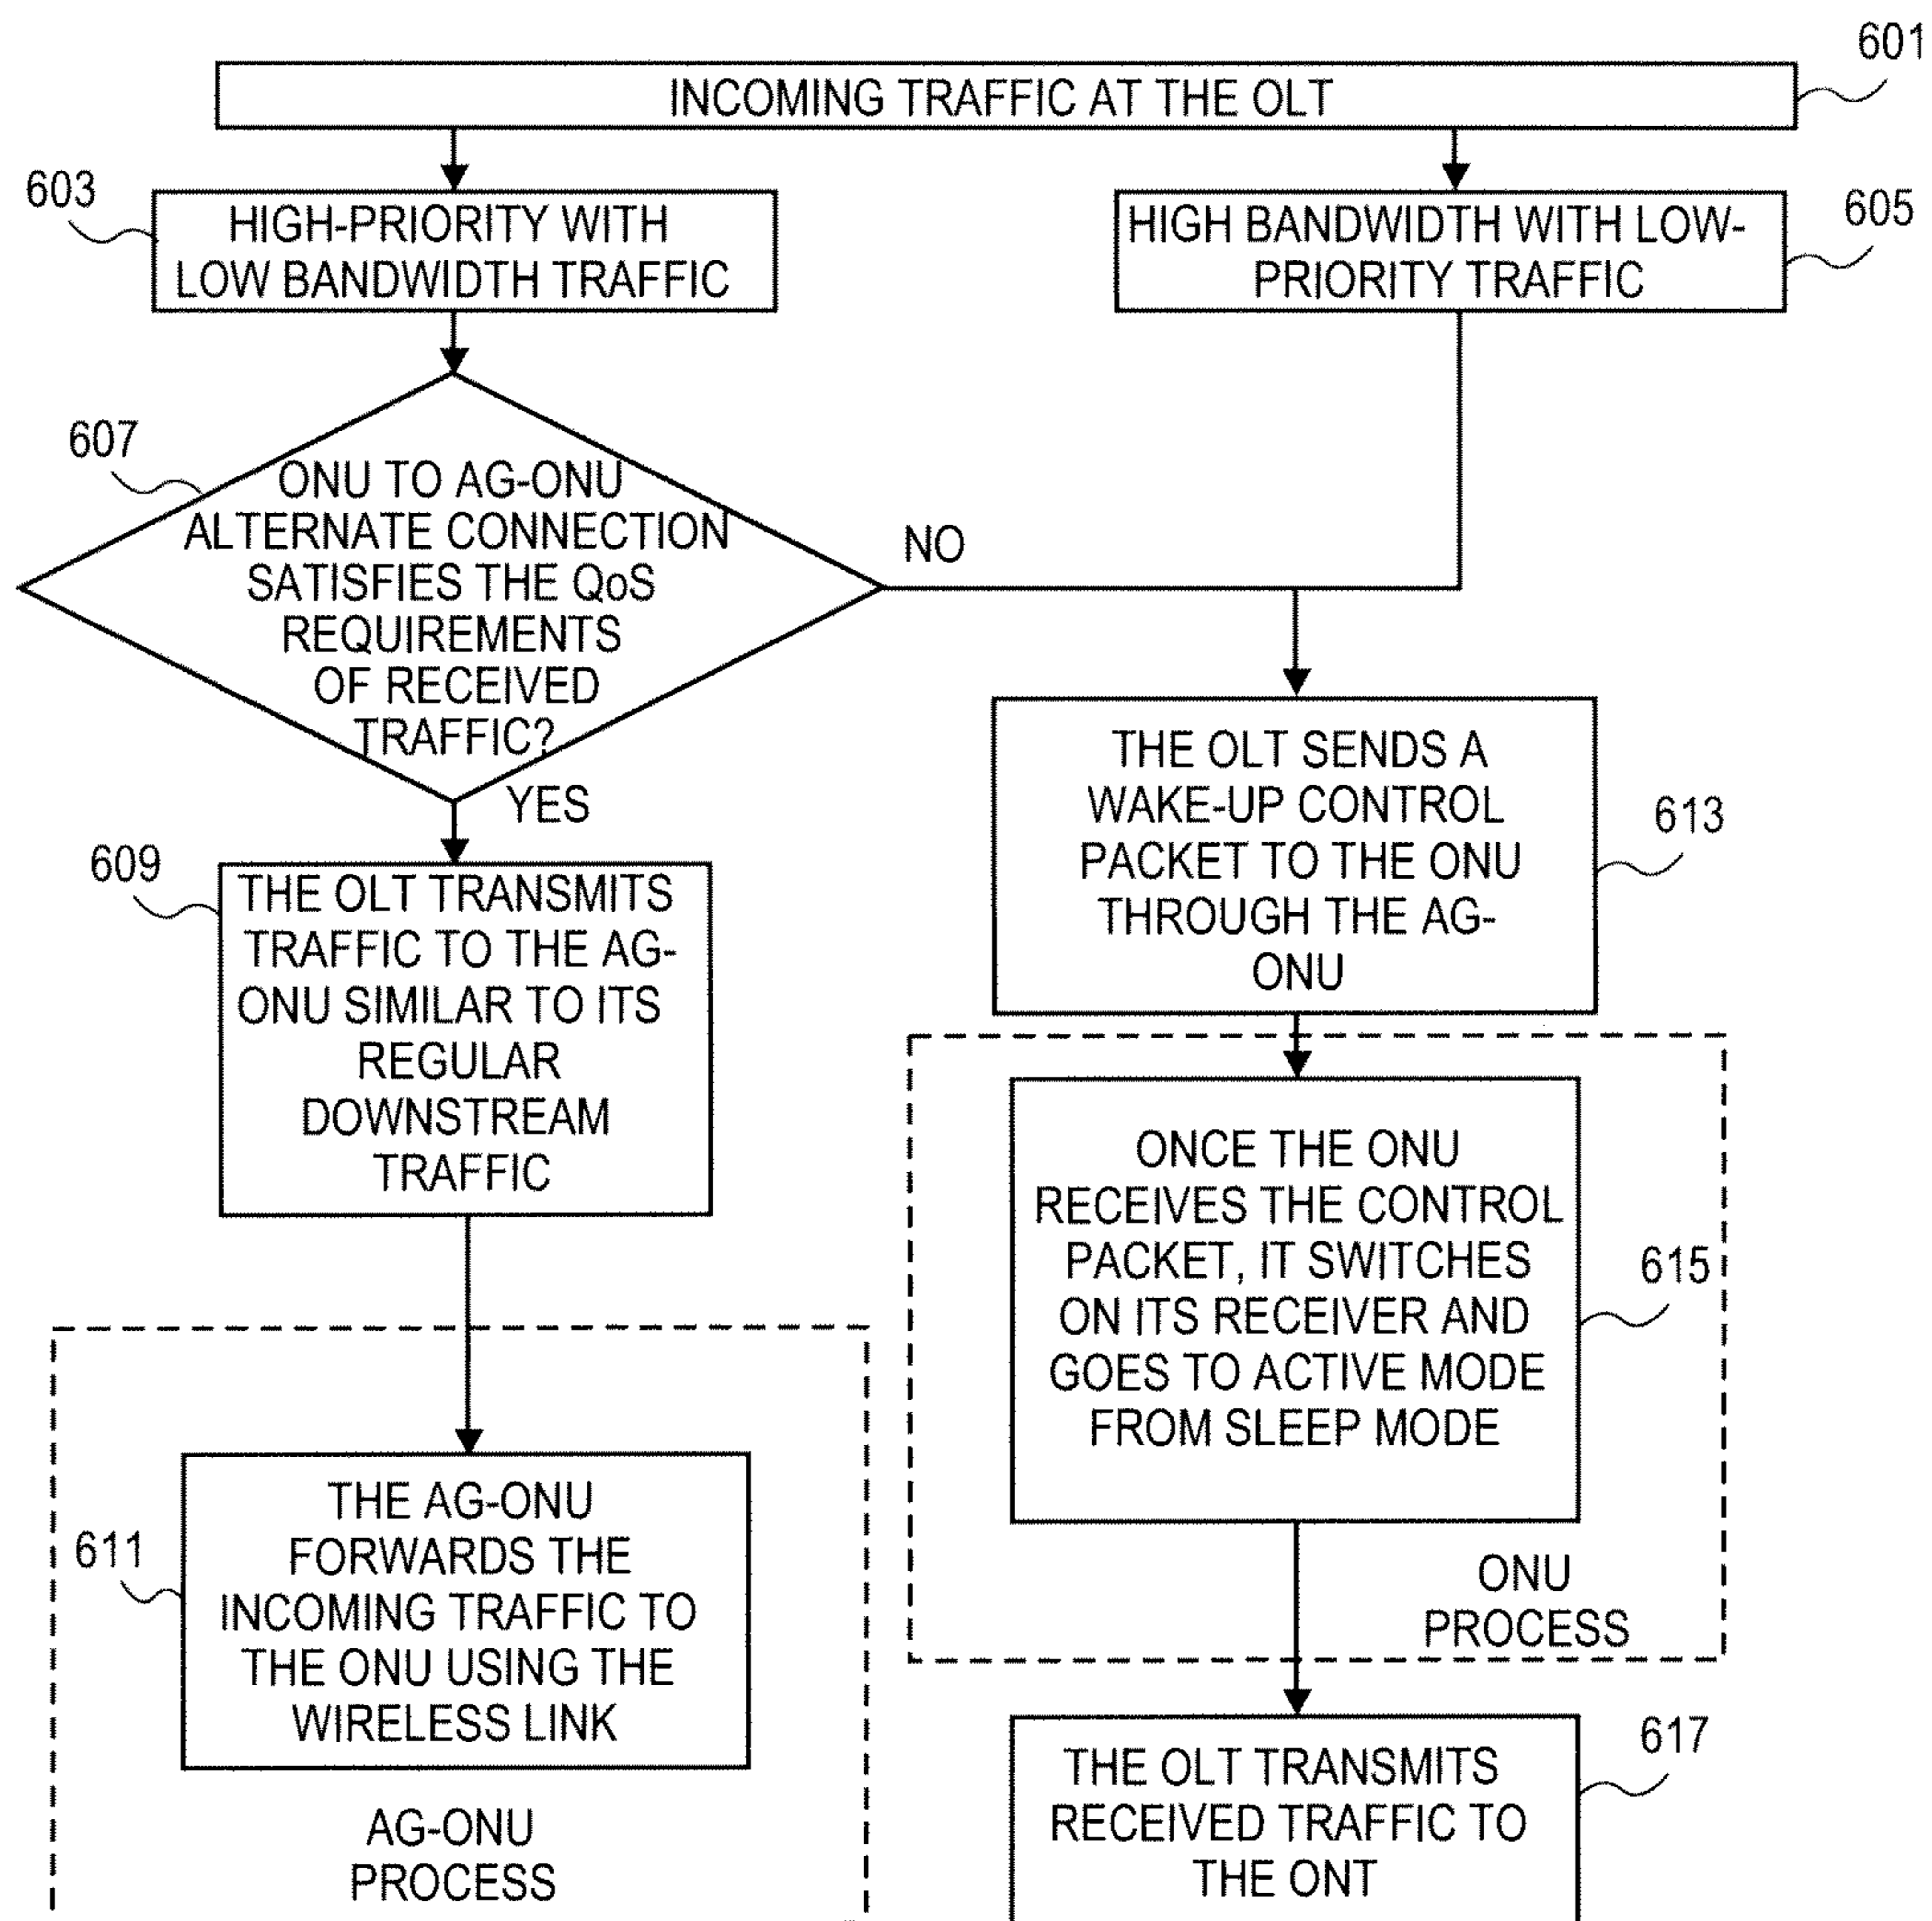 601
INCOMING TRAFFIC AT THE OLT
603
HIGH-PRIORITY WITH
LOW BANDWIDTH TRAFFIC
605
HIGH BANDWIDTH WITH LOW-
PRIORITY TRAFFIC
607
ONU TO AG-ONU
ALTERNATE CONNECTION
SATISFIES THE QoS
REQUIREMENTS
OF RECEIVED
TRAFFIC?
NO
YES
609
THE OLT TRANSMITS
TRAFFIC TO THE AG-
ONU SIMILAR TO ITS
REGULAR
DOWNSTREAM
TRAFFIC
611
THE AG-ONU
FORWARDS THE
INCOMING TRAFFIC TO
THE ONU USING THE
WIRELESS LINK
AG-ONU
PROCESS
613
THE OLT SENDS A
WAKE-UP CONTROL
PACKET TO THE ONU
THROUGH THE AG-
ONU
615
ONCE THE ONU
RECEIVES THE CONTROL
PACKET, IT SWITCHES
ON ITS RECEIVER AND
GOES TO ACTIVE MODE
FROM SLEEP MODE
ONU
PROCESS
617
THE OLT TRANSMITS
RECEIVED TRAFFIC TO
THE ONT